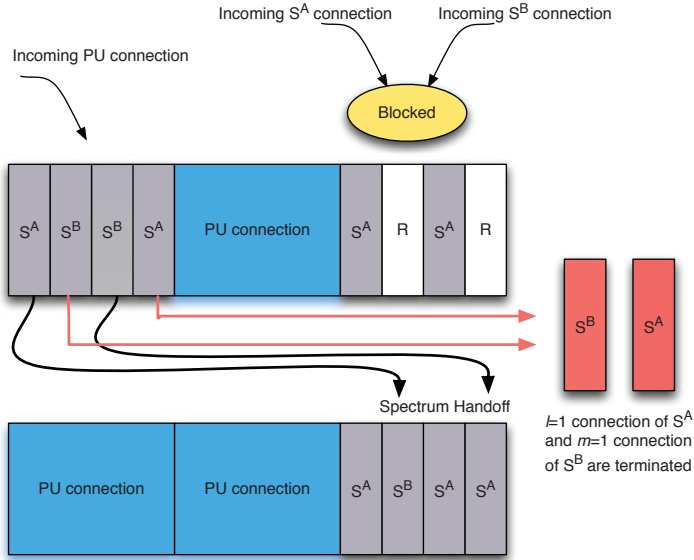 Incoming S^A connection
Incoming S^B connection
Incoming PU connection
Blocked
S^A
S^B
S^B
S^A
PU connection
S^A
R
S^A
R
S^B
S^A
Spectrum Handoff
l=1 connection of S^A
and m=1 connection
of S^B are terminated
PU connection
PU connection
S^A
S^B
S^A
S^A